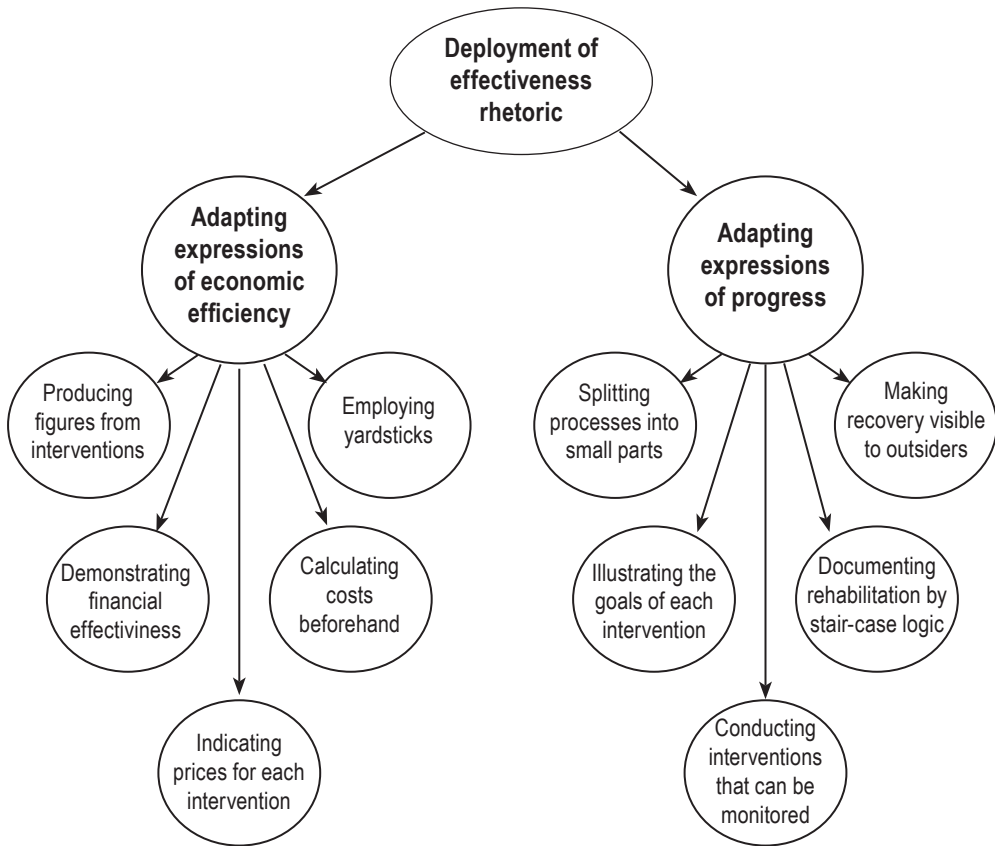 Deployment of
effectiveness
rhetoric
Adapting
expressions
of economic
efficiency
Adapting
expressions
of progress
Producing
figures from
interventions
Employing
yardsticks
Splitting
processes into
small parts
Making
recovery visible
to outsiders
Demonstrating
financial
effectiviness
Calculating
costs
beforehand
Illustrating the
goals of each
intervention
Documenting
rehabilitation by
stair-case logic
Indicating
prices for each
intervention
Conducting
interventions
that can be
monitored